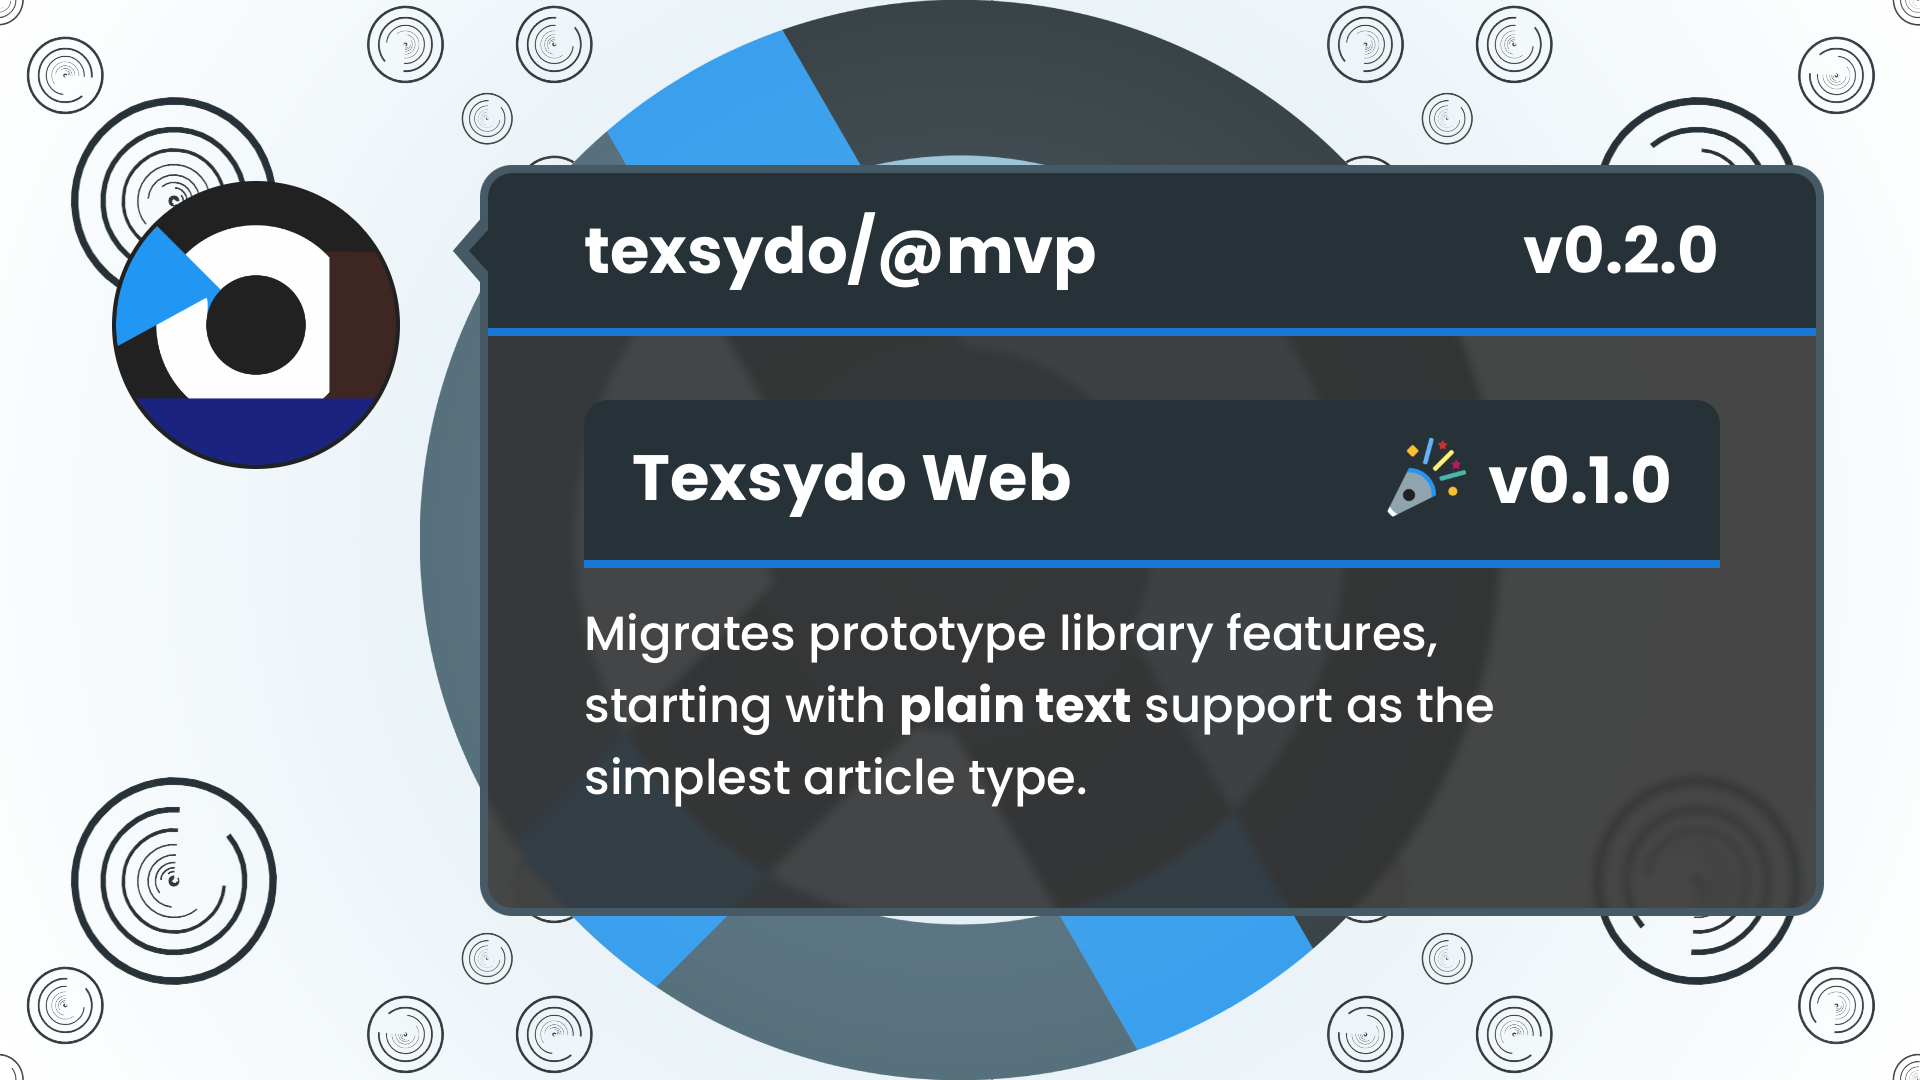 texsydo/@mvp
v0.2.0
Texsydo Web
v0.1.0
Migrates prototype library features,
starting with plain text support as the
simplest article type.